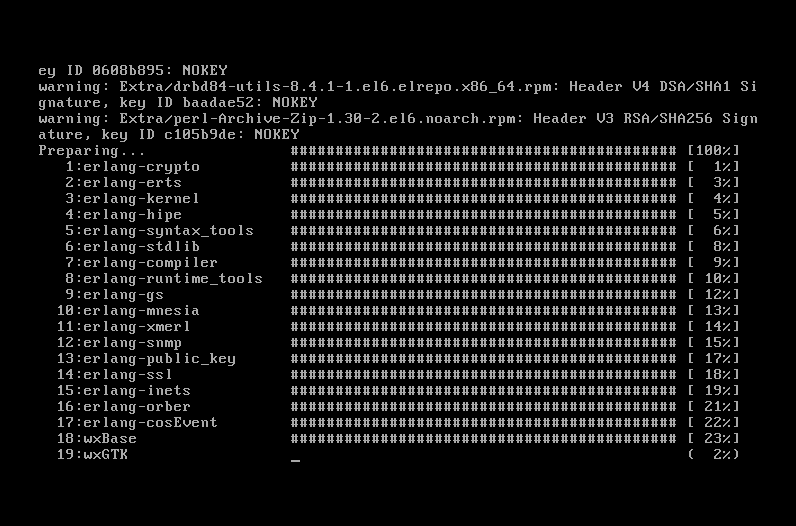 ey ID 0608b895: NOKEY
warning: Extra/drbd84-utils-8.4.1-1.el6.elrepo.x86_64.rpm: Header V4 DSA/SHA1 Si
gnature, key ID baadae52: NOKEY
warning: Extra/perl-Archive-Zip-1.30-2.el6.noarch.rpm: Header V3 RSA/SHA256 Sign
ature, key ID c105b9de: NOKEY
Preparing... ########################################### [100%]
1:erlang-crypto ########################################### [ 1%]
2:erlang-erts ########################################### [ 3%]
3:erlang-kernel ########################################### [ 4%]
4:erlang-hipe ########################################### [ 5%]
5:erlang-syntax_tools ########################################### [ 6%]
6:erlang-stdlib ########################################### [ 8%]
7:erlang-compiler ########################################### [ 9%]
8:erlang-runtime_tools ########################################### [ 10%]
9:erlang-gs ########################################### [ 12%]
10:erlang-mnesia ########################################### [ 13%]
11:erlang-xmerl ########################################### [ 14%]
12:erlang-snmp ########################################### [ 15%]
13:erlang-public_key ########################################### [ 17%]
14:erlang-ssl ########################################### [ 18%]
15:erlang-inets ########################################### [ 19%]
16:erlang-orber ########################################### [ 21%]
17:erlang-cosEvent ########################################### [ 22%]
18:wxBase ########################################### [ 23%]
19:wxGTK _ ( 2%)